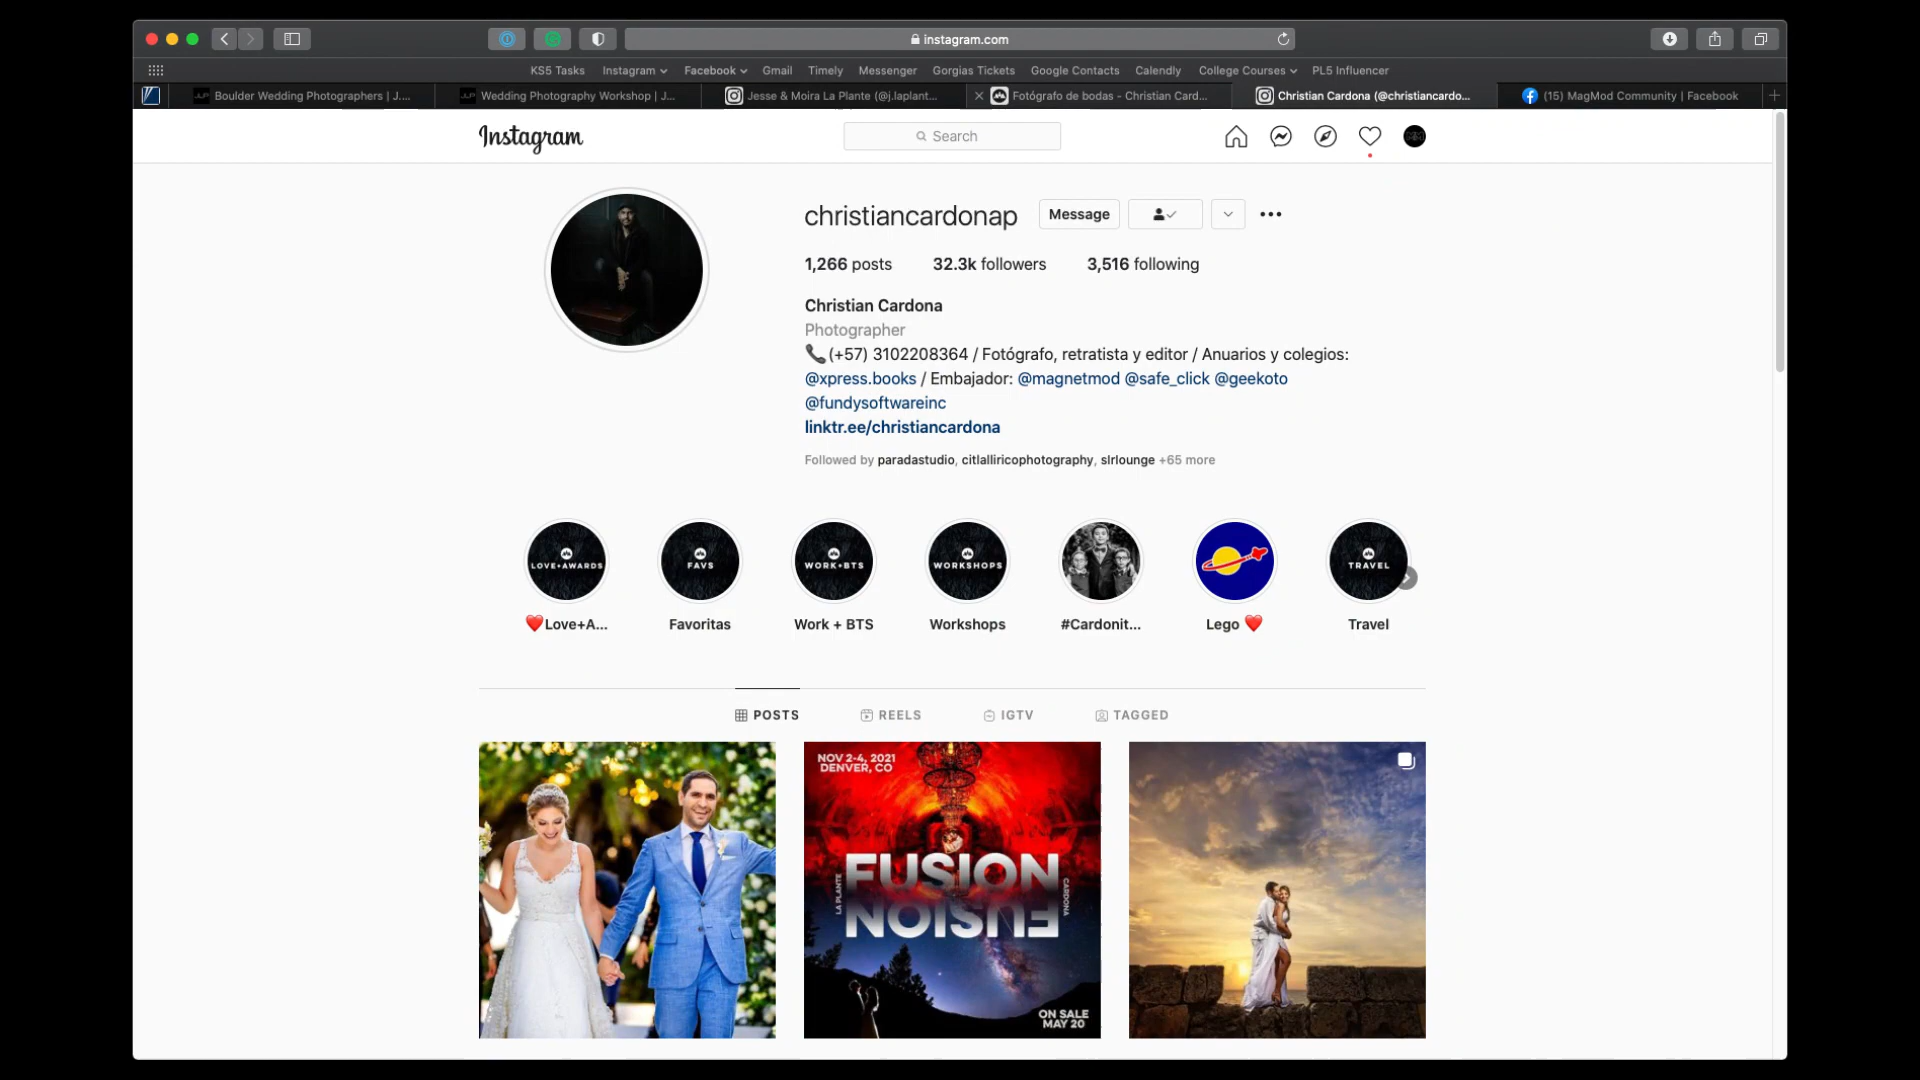 instagram.com
KS5 Tasks Instagram Facebook Gmail Timely Messenger Gorgias Tickets Google Contacts Calendly College Courses PL5 Influencer
Boulder Wedding Photographers | J.... Wedding Photography Workshop | J... Jesse & Moira La Plante (@j.laplant... Fotógrafo de bodas - Christian Card... Christian Cardona (@christiancardo... (15) MagMod Community | Facebook
Instagram
Search
christiancardonap Message
1,266 posts 32.3k followers 3,516 following
Christian Cardona
Photographer
(+57) 3102208364 / Fotógrafo, retratista y editor / Anuarios y colegios:
@xpress.books / Embajador: @magnetmod @safe_click @geekoto
@fundysoftwareinc
linktr.ee/christiancardona
Followed by paradastudio, citlalliricophotography, slrlounge +65 more
LOVE+AWARDS FAVS WORK+BTS WORKSHOPS TRAVEL
❤️Love+A... Favoritas Work + BTS Workshops #Cardonit... Lego ❤️ Travel
POSTS REELS IGTV TAGGED
NOV 2-4, 2021
DENVER, CO
FUSION
FUSION
LA PLANTE
CARDONA
ON SALE
MAY 20